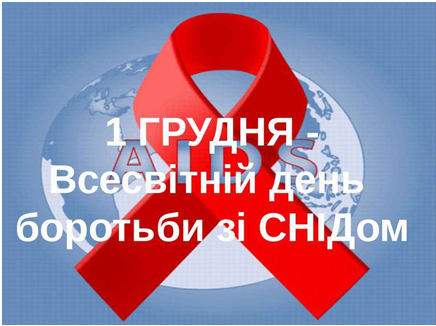 1 ГРУДНЯ -
AIDS
Всесвітній день
боротьби зі СНІДом